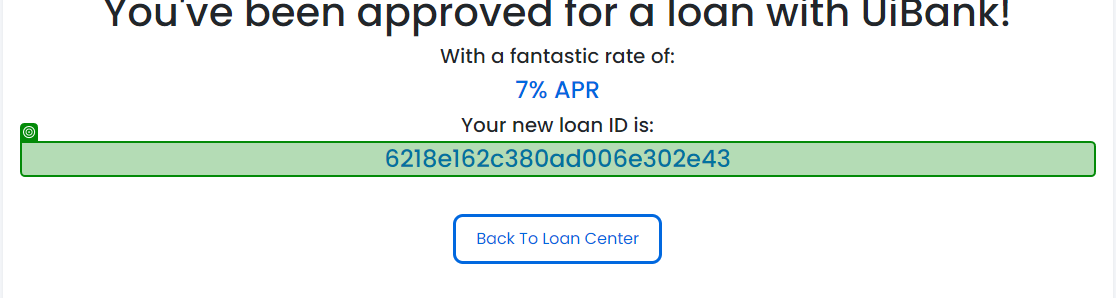 You've been approved for a loan with UiBank!
With a fantastic rate of:
7% APR
Your new loan ID is:
6218e162c380ad006e302e43
Back To Loan Center